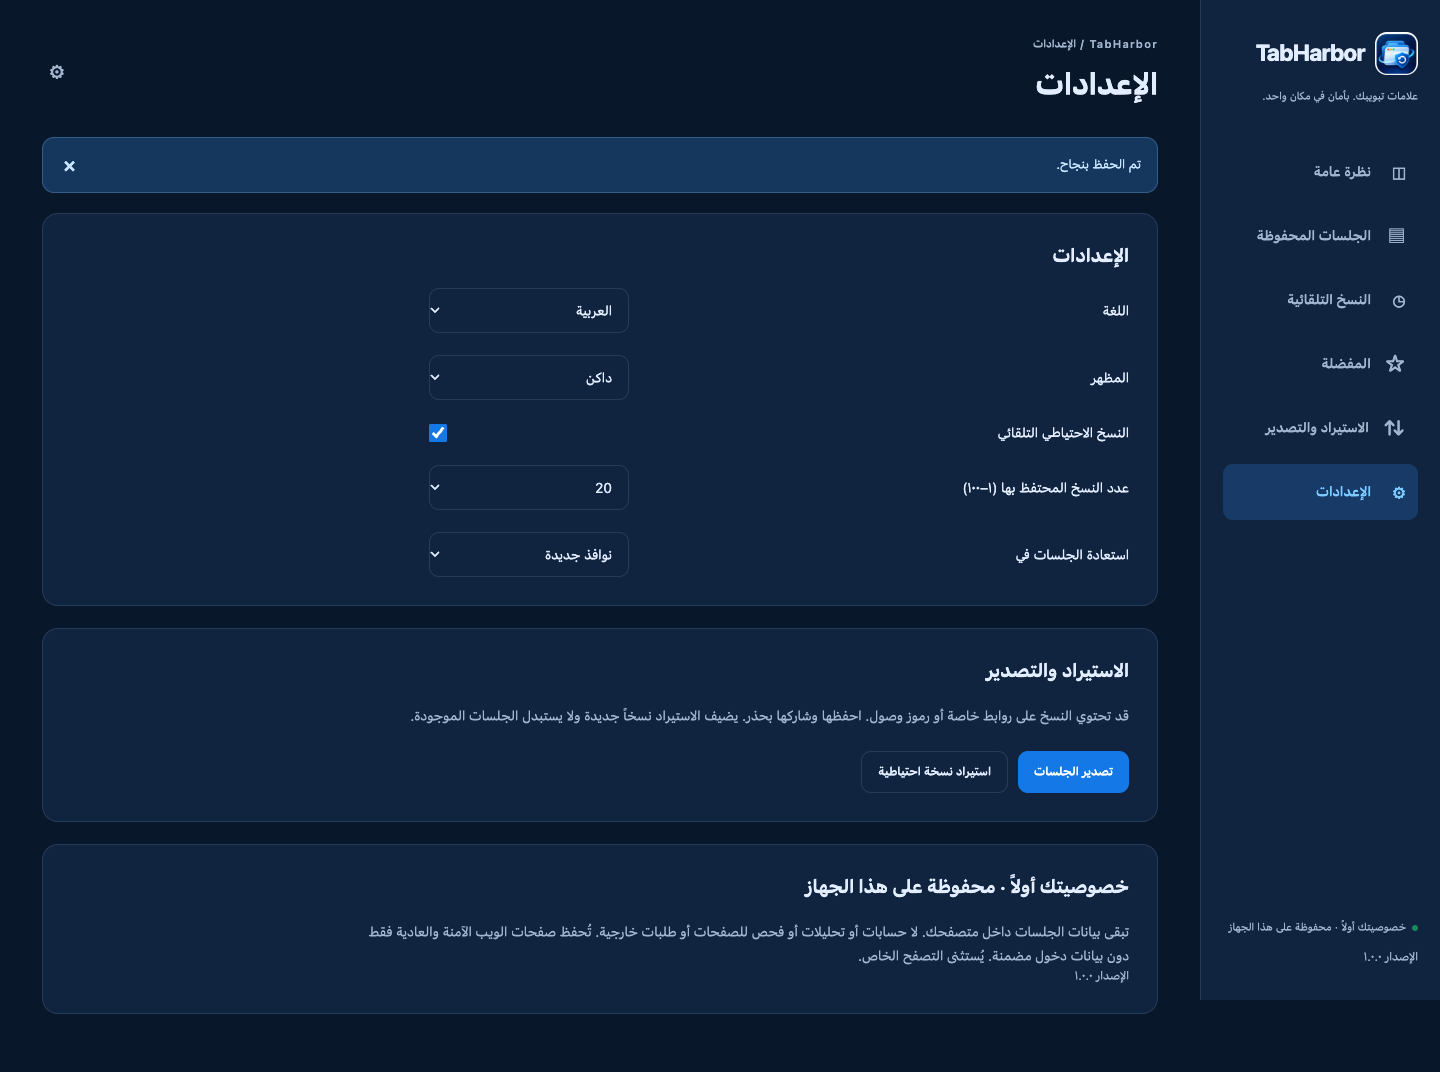 TabHarbor
علامات تبويبك. بأمان في مكان واحد.
نظرة عامة
الجلسات المحفوظة
النسخ التلقائية
المفضلة
الاستيراد والتصدير
الإعدادات
خصوصيتك أولاً · محفوظة على هذا الجهاز
الإصدار ١.٠.٠
TabHarbor / الإعدادات
الإعدادات
تم الحفظ بنجاح.
الإعدادات
اللغة
العربية
المظهر
داكن
النسخ الاحتياطي التلقائي
عدد النسخ المحتفظ بها (١–١٠٠)
20
استعادة الجلسات في
نوافذ جديدة
الاستيراد والتصدير
قد تحتوي النسخ على روابط خاصة أو رموز وصول. احفظها وشاركها بحذر. يضيف الاستيراد نسخاً جديدة ولا يستبدل الجلسات الموجودة.
تصدير الجلسات
استيراد نسخة احتياطية
خصوصيتك أولاً · محفوظة على هذا الجهاز
تبقى بيانات الجلسات داخل متصفحك. لا حسابات أو تحليلات أو فحص للصفحات أو طلبات خارجية. تُحفظ صفحات الويب الآمنة والعادية فقط
دون بيانات دخول مضمنة. يُستثنى التصفح الخاص.
الإصدار ١.٠.٠